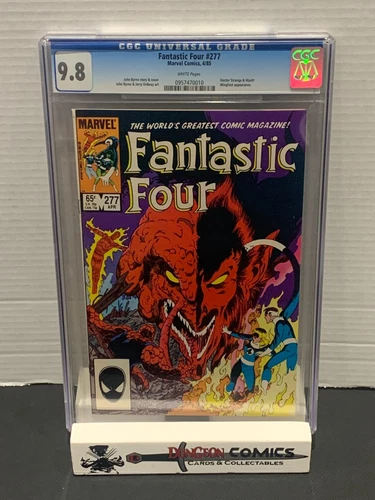 CGC UNIVERSAL GRADE
9.8
Fantastic Four #277
Marvel Comics, 4/85
WHITE Pages
John Byrne story & cover
John Byrne & Jerry Ordway art
Doctor Strange & Wyatt
Wingfoot appearance.
0957470010
CGC
THE WORLD'S GREATEST COMIC MAGAZINE!
MARVEL
Fantastic
Four
65¢
277
APR
DUNGEON COMICS
CARDS & COLLECTABLES